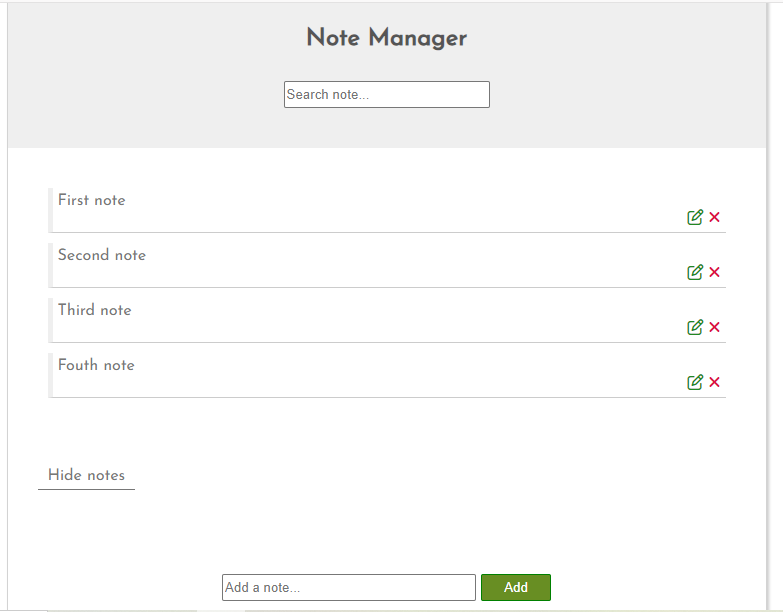 Note Manager
Search note...
First note
Second note
Third note
Fouth note
Hide notes
Add a note...
Add